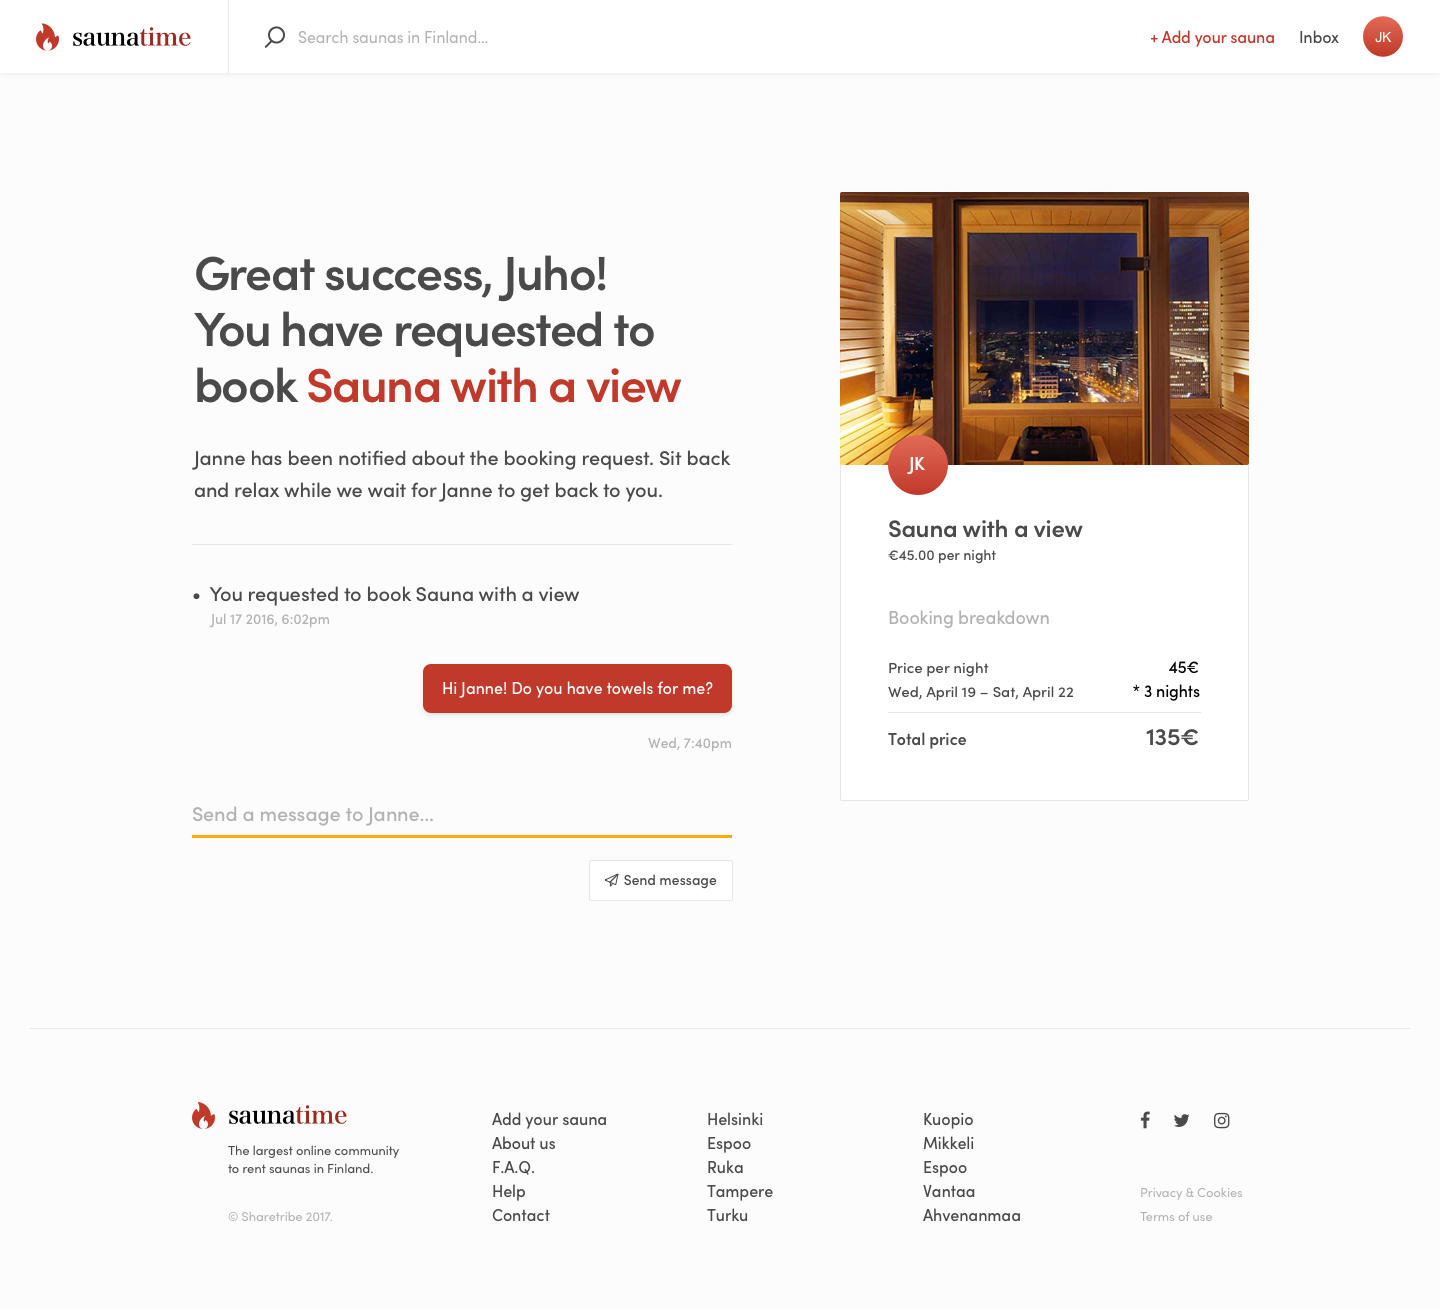 saunatime
Search saunas in Finland...
+ Add your sauna
Inbox
JK
Great success, Juho!
You have requested to
book Sauna with a view
Janne has been notified about the booking request. Sit back
and relax while we wait for Janne to get back to you.
• You requested to book Sauna with a view
Jul 17 2016, 6:02pm
Hi Janne! Do you have towels for me?
Wed, 7:40pm
Send a message to Janne...
Send message
JK
Sauna with a view
€45.00 per night
Booking breakdown
Price per night 45€
Wed, April 19 – Sat, April 22 * 3 nights
Total price 135€
saunatime
The largest online community
to rent saunas in Finland.
© Sharetribe 2017.
Add your sauna
About us
F.A.Q.
Help
Contact
Helsinki
Espoo
Ruka
Tampere
Turku
Kuopio
Mikkeli
Espoo
Vantaa
Ahvenanmaa
Privacy & Cookies
Terms of use